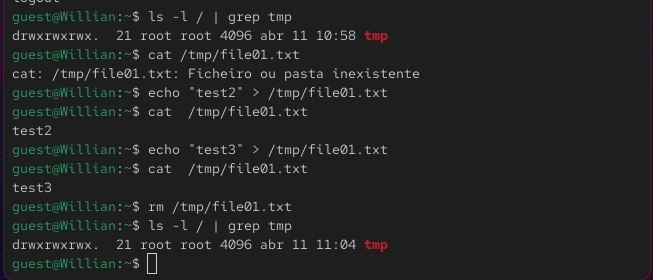 logout
guest@Willian:~$ ls -l / | grep tmp
drwxrwxrwx.  21 root root 4096 abr 11 10:58 tmp
guest@Willian:~$ cat /tmp/file01.txt
cat: /tmp/file01.txt: Ficheiro ou pasta inexistente
guest@Willian:~$ echo "test2" > /tmp/file01.txt
guest@Willian:~$ cat  /tmp/file01.txt
test2
guest@Willian:~$ echo "test3" > /tmp/file01.txt
guest@Willian:~$ cat  /tmp/file01.txt
test3
guest@Willian:~$ rm /tmp/file01.txt
guest@Willian:~$ ls -l / | grep tmp
drwxrwxrwx.  21 root root 4096 abr 11 11:04 tmp
guest@Willian:~$